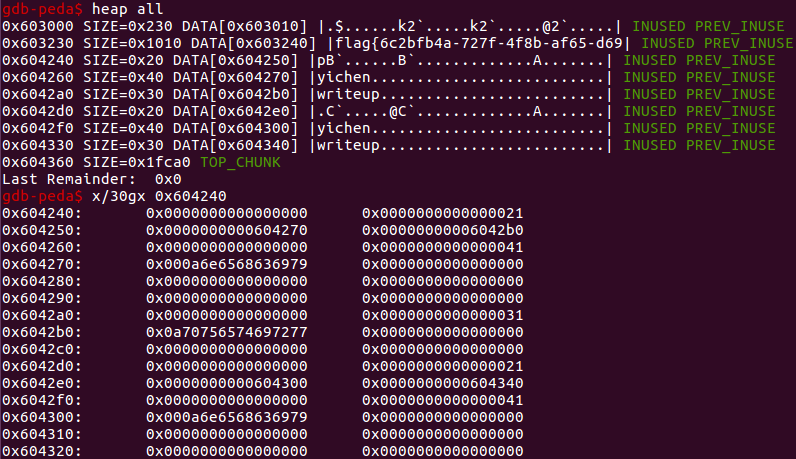 gdb-peda$ heap all
0x603000 SIZE=0x230 DATA[0x603010] |.$......k2`.....k2`.....@2`.....| INUSED PREV_INUSE
0x603230 SIZE=0x1010 DATA[0x603240] |flag{6c2bfb4a-727f-4f8b-af65-d69| INUSED PREV_INUSE
0x604240 SIZE=0x20 DATA[0x604250] |pB`......B`.............A.......| INUSED PREV_INUSE
0x604260 SIZE=0x40 DATA[0x604270] |yichen..........................| INUSED PREV_INUSE
0x6042a0 SIZE=0x30 DATA[0x6042b0] |writeup.........................| INUSED PREV_INUSE
0x6042d0 SIZE=0x20 DATA[0x6042e0] |.C`.....@C`.............A.......| INUSED PREV_INUSE
0x6042f0 SIZE=0x40 DATA[0x604300] |yichen..........................| INUSED PREV_INUSE
0x604330 SIZE=0x30 DATA[0x604340] |writeup.........................| INUSED PREV_INUSE
0x604360 SIZE=0x1fca0 TOP_CHUNK
Last Remainder:  0x0
gdb-peda$ x/30gx 0x604240
0x604240: 0x0000000000000000 0x0000000000000021
0x604250: 0x0000000000604270 0x00000000006042b0
0x604260: 0x0000000000000000 0x0000000000000041
0x604270: 0x000a6e6568636979 0x0000000000000000
0x604280: 0x0000000000000000 0x0000000000000000
0x604290: 0x0000000000000000 0x0000000000000000
0x6042a0: 0x0000000000000000 0x0000000000000031
0x6042b0: 0x0a70756574697277 0x0000000000000000
0x6042c0: 0x0000000000000000 0x0000000000000000
0x6042d0: 0x0000000000000000 0x0000000000000021
0x6042e0: 0x0000000000604300 0x0000000000604340
0x6042f0: 0x0000000000000000 0x0000000000000041
0x604300: 0x000a6e6568636979 0x0000000000000000
0x604310: 0x0000000000000000 0x0000000000000000
0x604320: 0x0000000000000000 0x0000000000000000